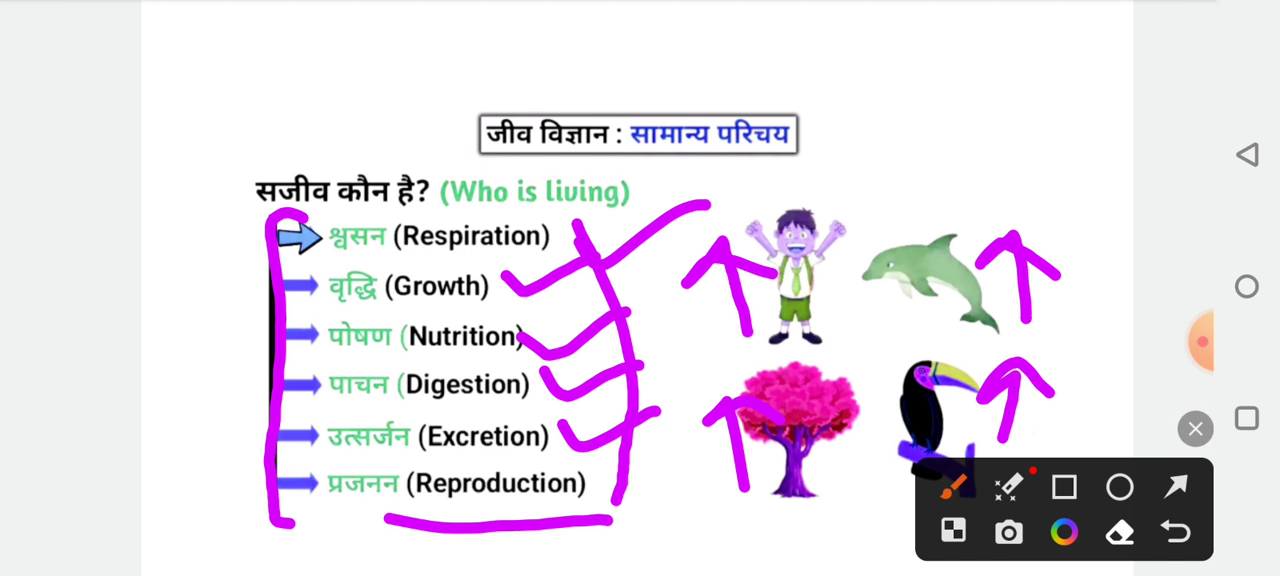 जीव विज्ञान : सामान्य परिचय
सजीव कौन है? (Who is living)
श्वसन (Respiration)
वृद्धि (Growth)
पोषण (Nutrition)
पाचन (Digestion)
उत्सर्जन (Excretion)
प्रजनन (Reproduction)